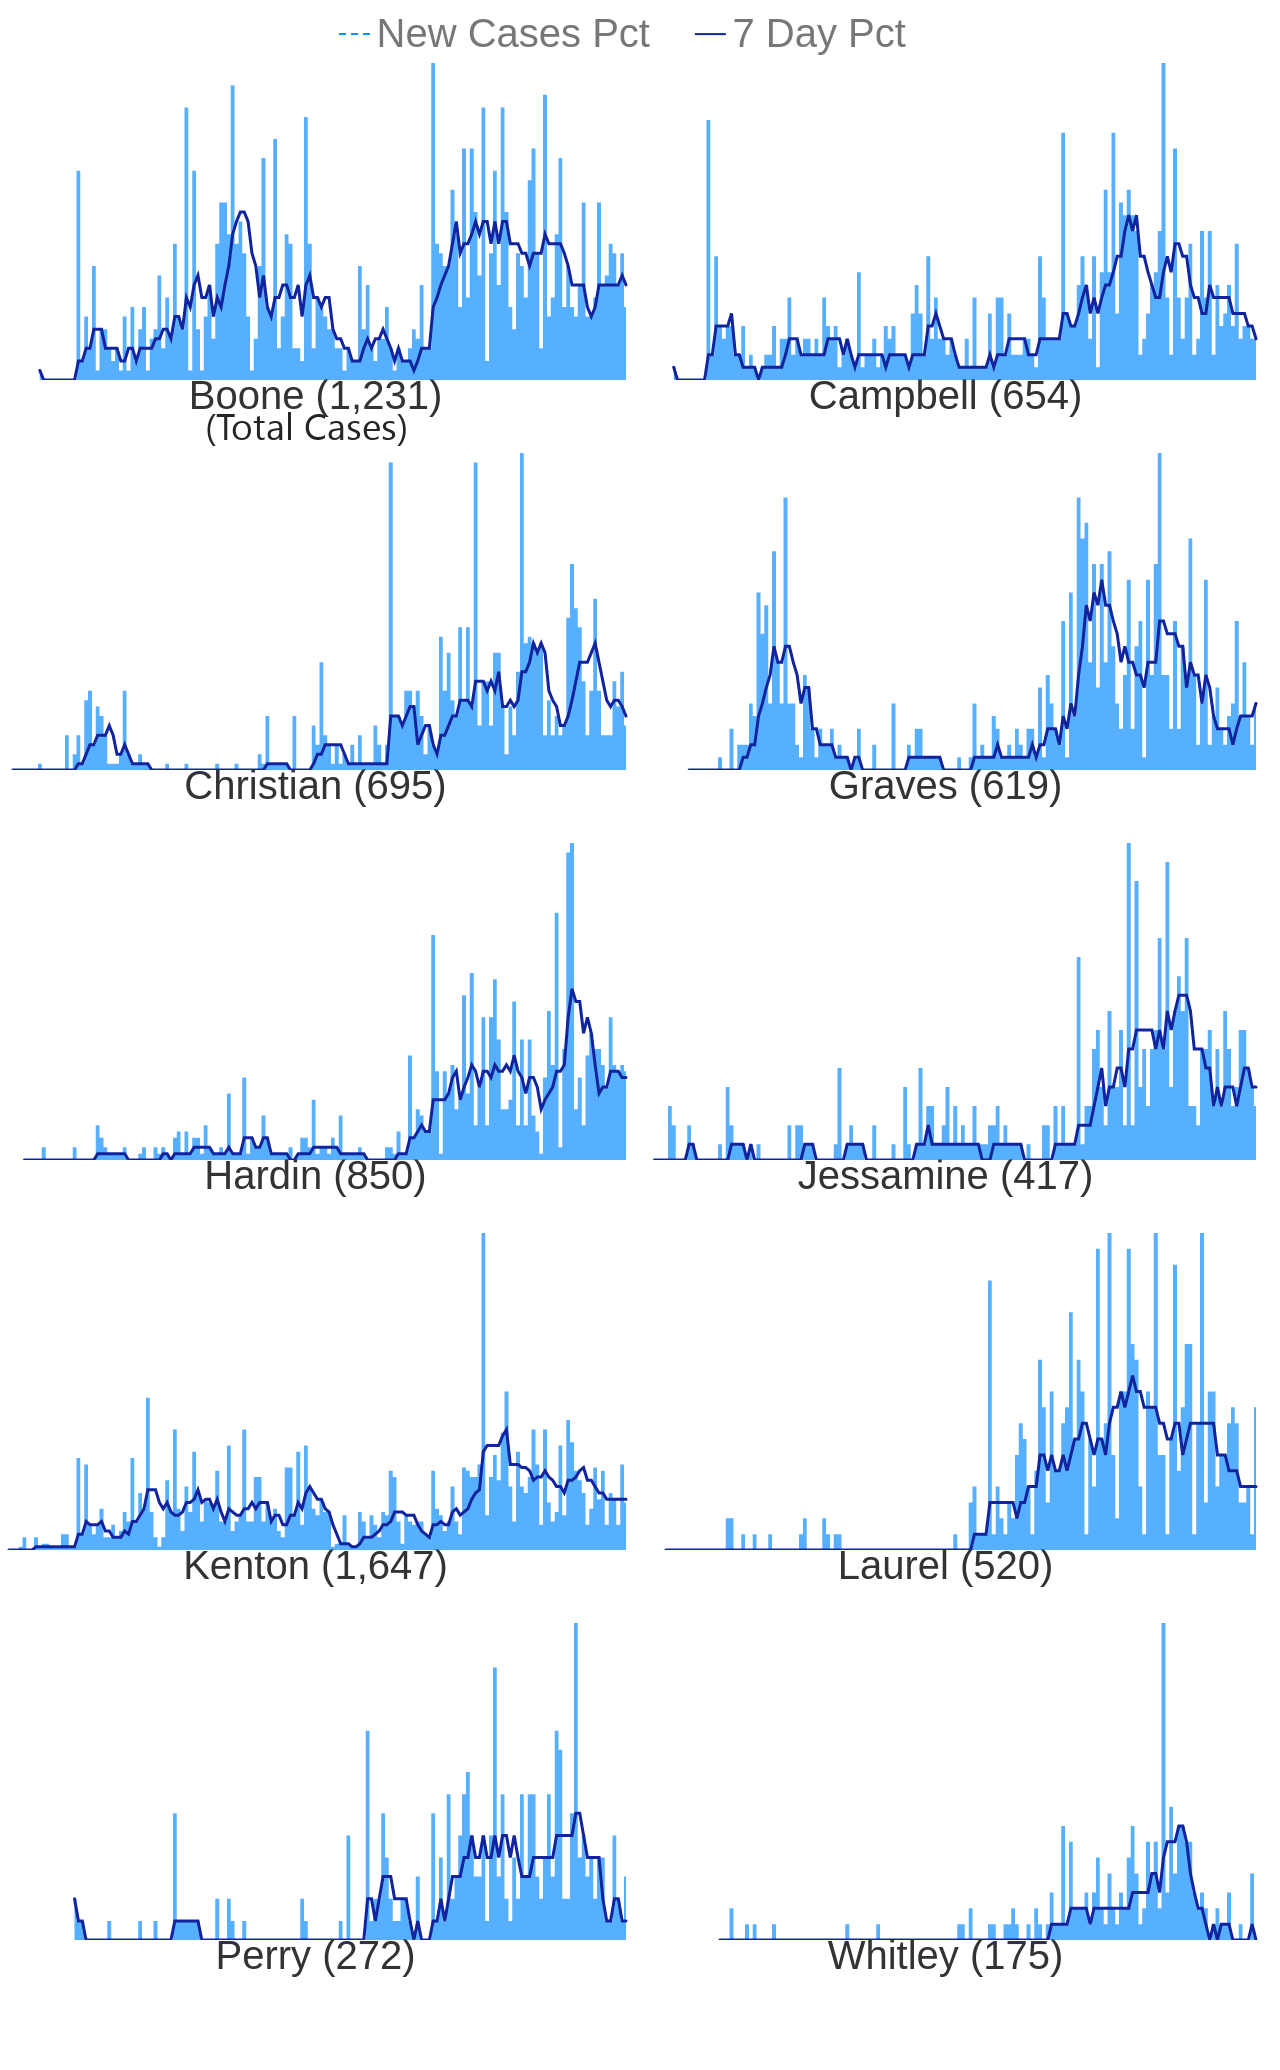 New Cases Pct 7 Day Pct
Boone (1,231) Campbell (654)
(Total Cases)
Christian (695) Graves (619)
Hardin (850) Jessamine (417)
Kenton (1,647) Laurel (520)
Perry (272) Whitley (175)